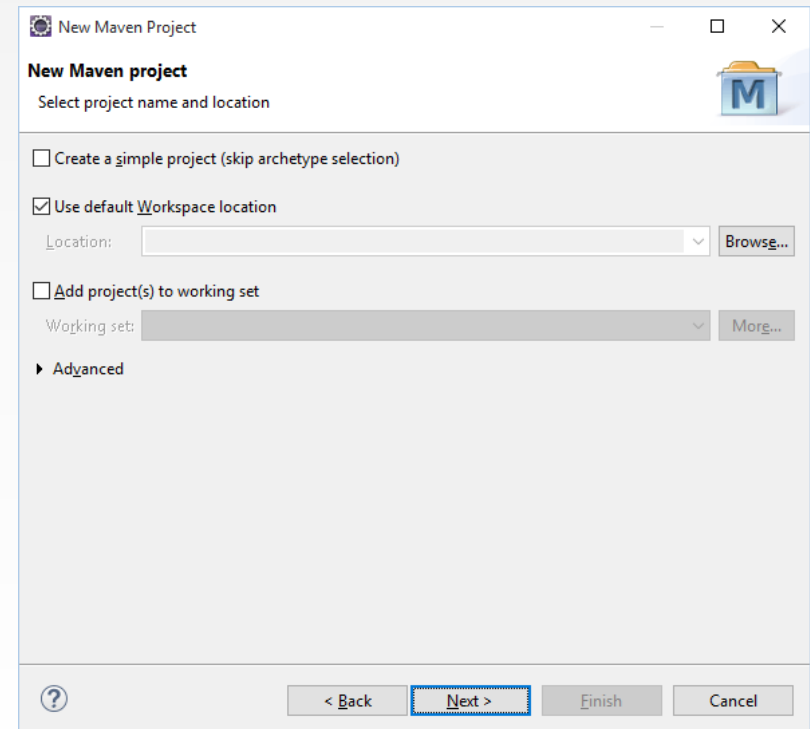 New Maven Project
New Maven project
Select project name and location
M
Create a simple project (skip archetype selection)
Use default Workspace location
Location:
Browse...
Add project(s) to working set
Working set:
More...
Advanced
?
< Back
Next >
Finish
Cancel